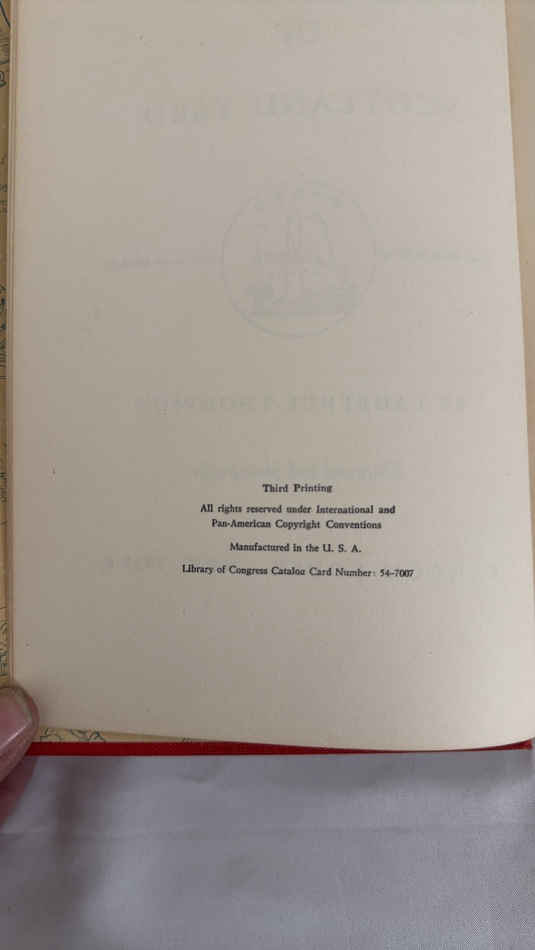 Third Printing
All rights reserved under International and
Pan-American Copyright Conventions
Manufactured in the U. S. A.
Library of Congress Catalog Card Number: 54-7007